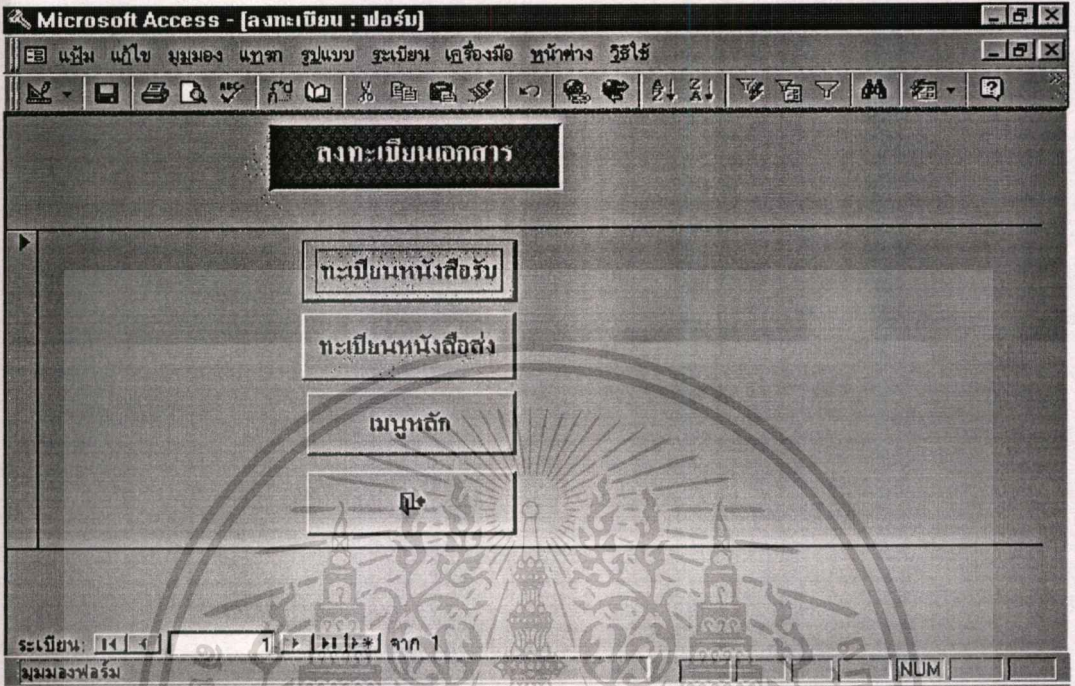 Microsoft Access - [ลงทะเบียน : ฟอร์ม]
แฟ้ม แก้ไข มุมมอง แทรก รูปแบบ ระเบียน เครื่องมือ หน้าต่าง วิธีใช้
ลงทะเบียนเอกสาร
ทะเบียนหนังสือรับ
ทะเบียนหนังสือส่ง
เมนูหลัก
ระเบียน: 1 จาก 1
มุมมองฟอร์ม NUM